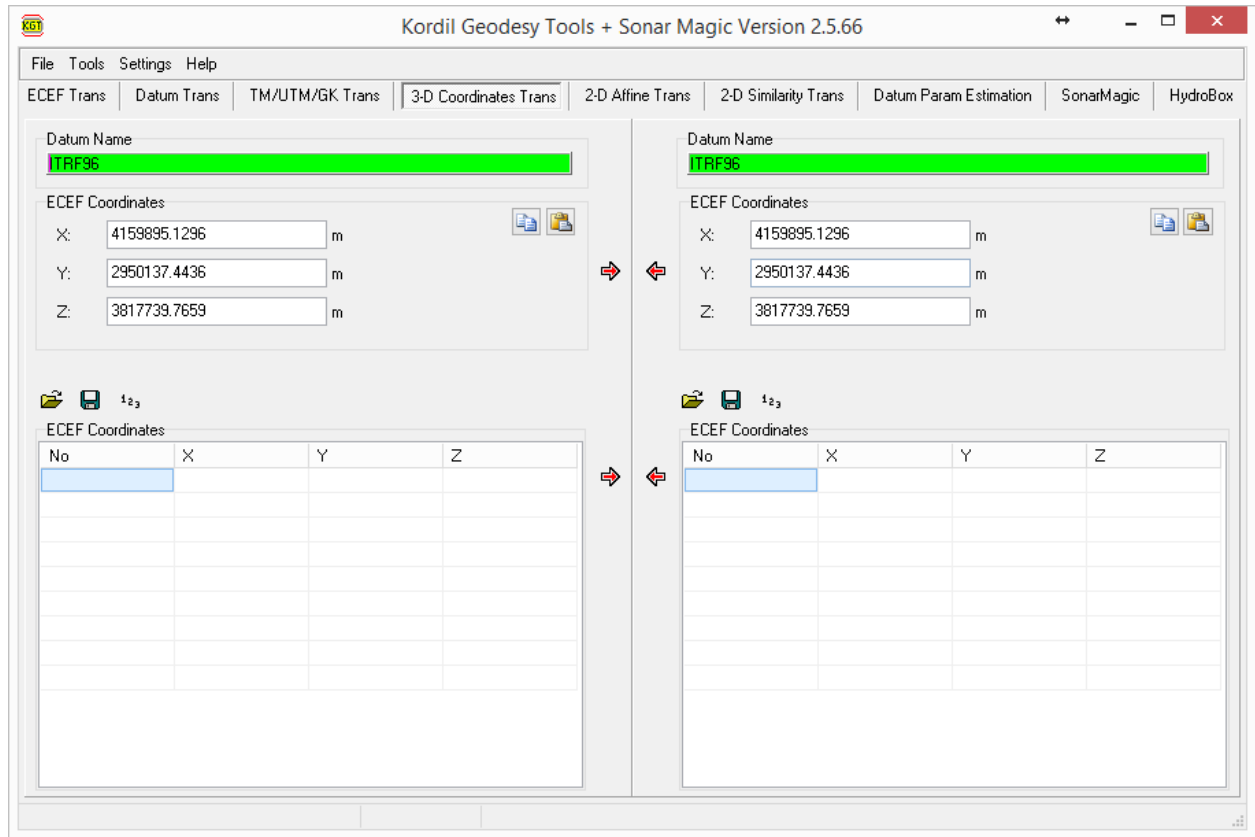 KGT
Kordil Geodesy Tools + Sonar Magic Version 2.5.66
File Tools Settings Help
ECEF Trans Datum Trans TM/UTM/GK Trans 3-D Coordinates Trans 2-D Affine Trans 2-D Similarity Trans Datum Param Estimation SonarMagic HydroBox
Datum Name
ITRF96
ECEF Coordinates
X: 4159895.1296 m
Y: 2950137.4436 m
Z: 3817739.7659 m
123
ECEF Coordinates
No X Y Z
Datum Name
ITRF96
ECEF Coordinates
X: 4159895.1296 m
Y: 2950137.4436 m
Z: 3817739.7659 m
123
ECEF Coordinates
No X Y Z